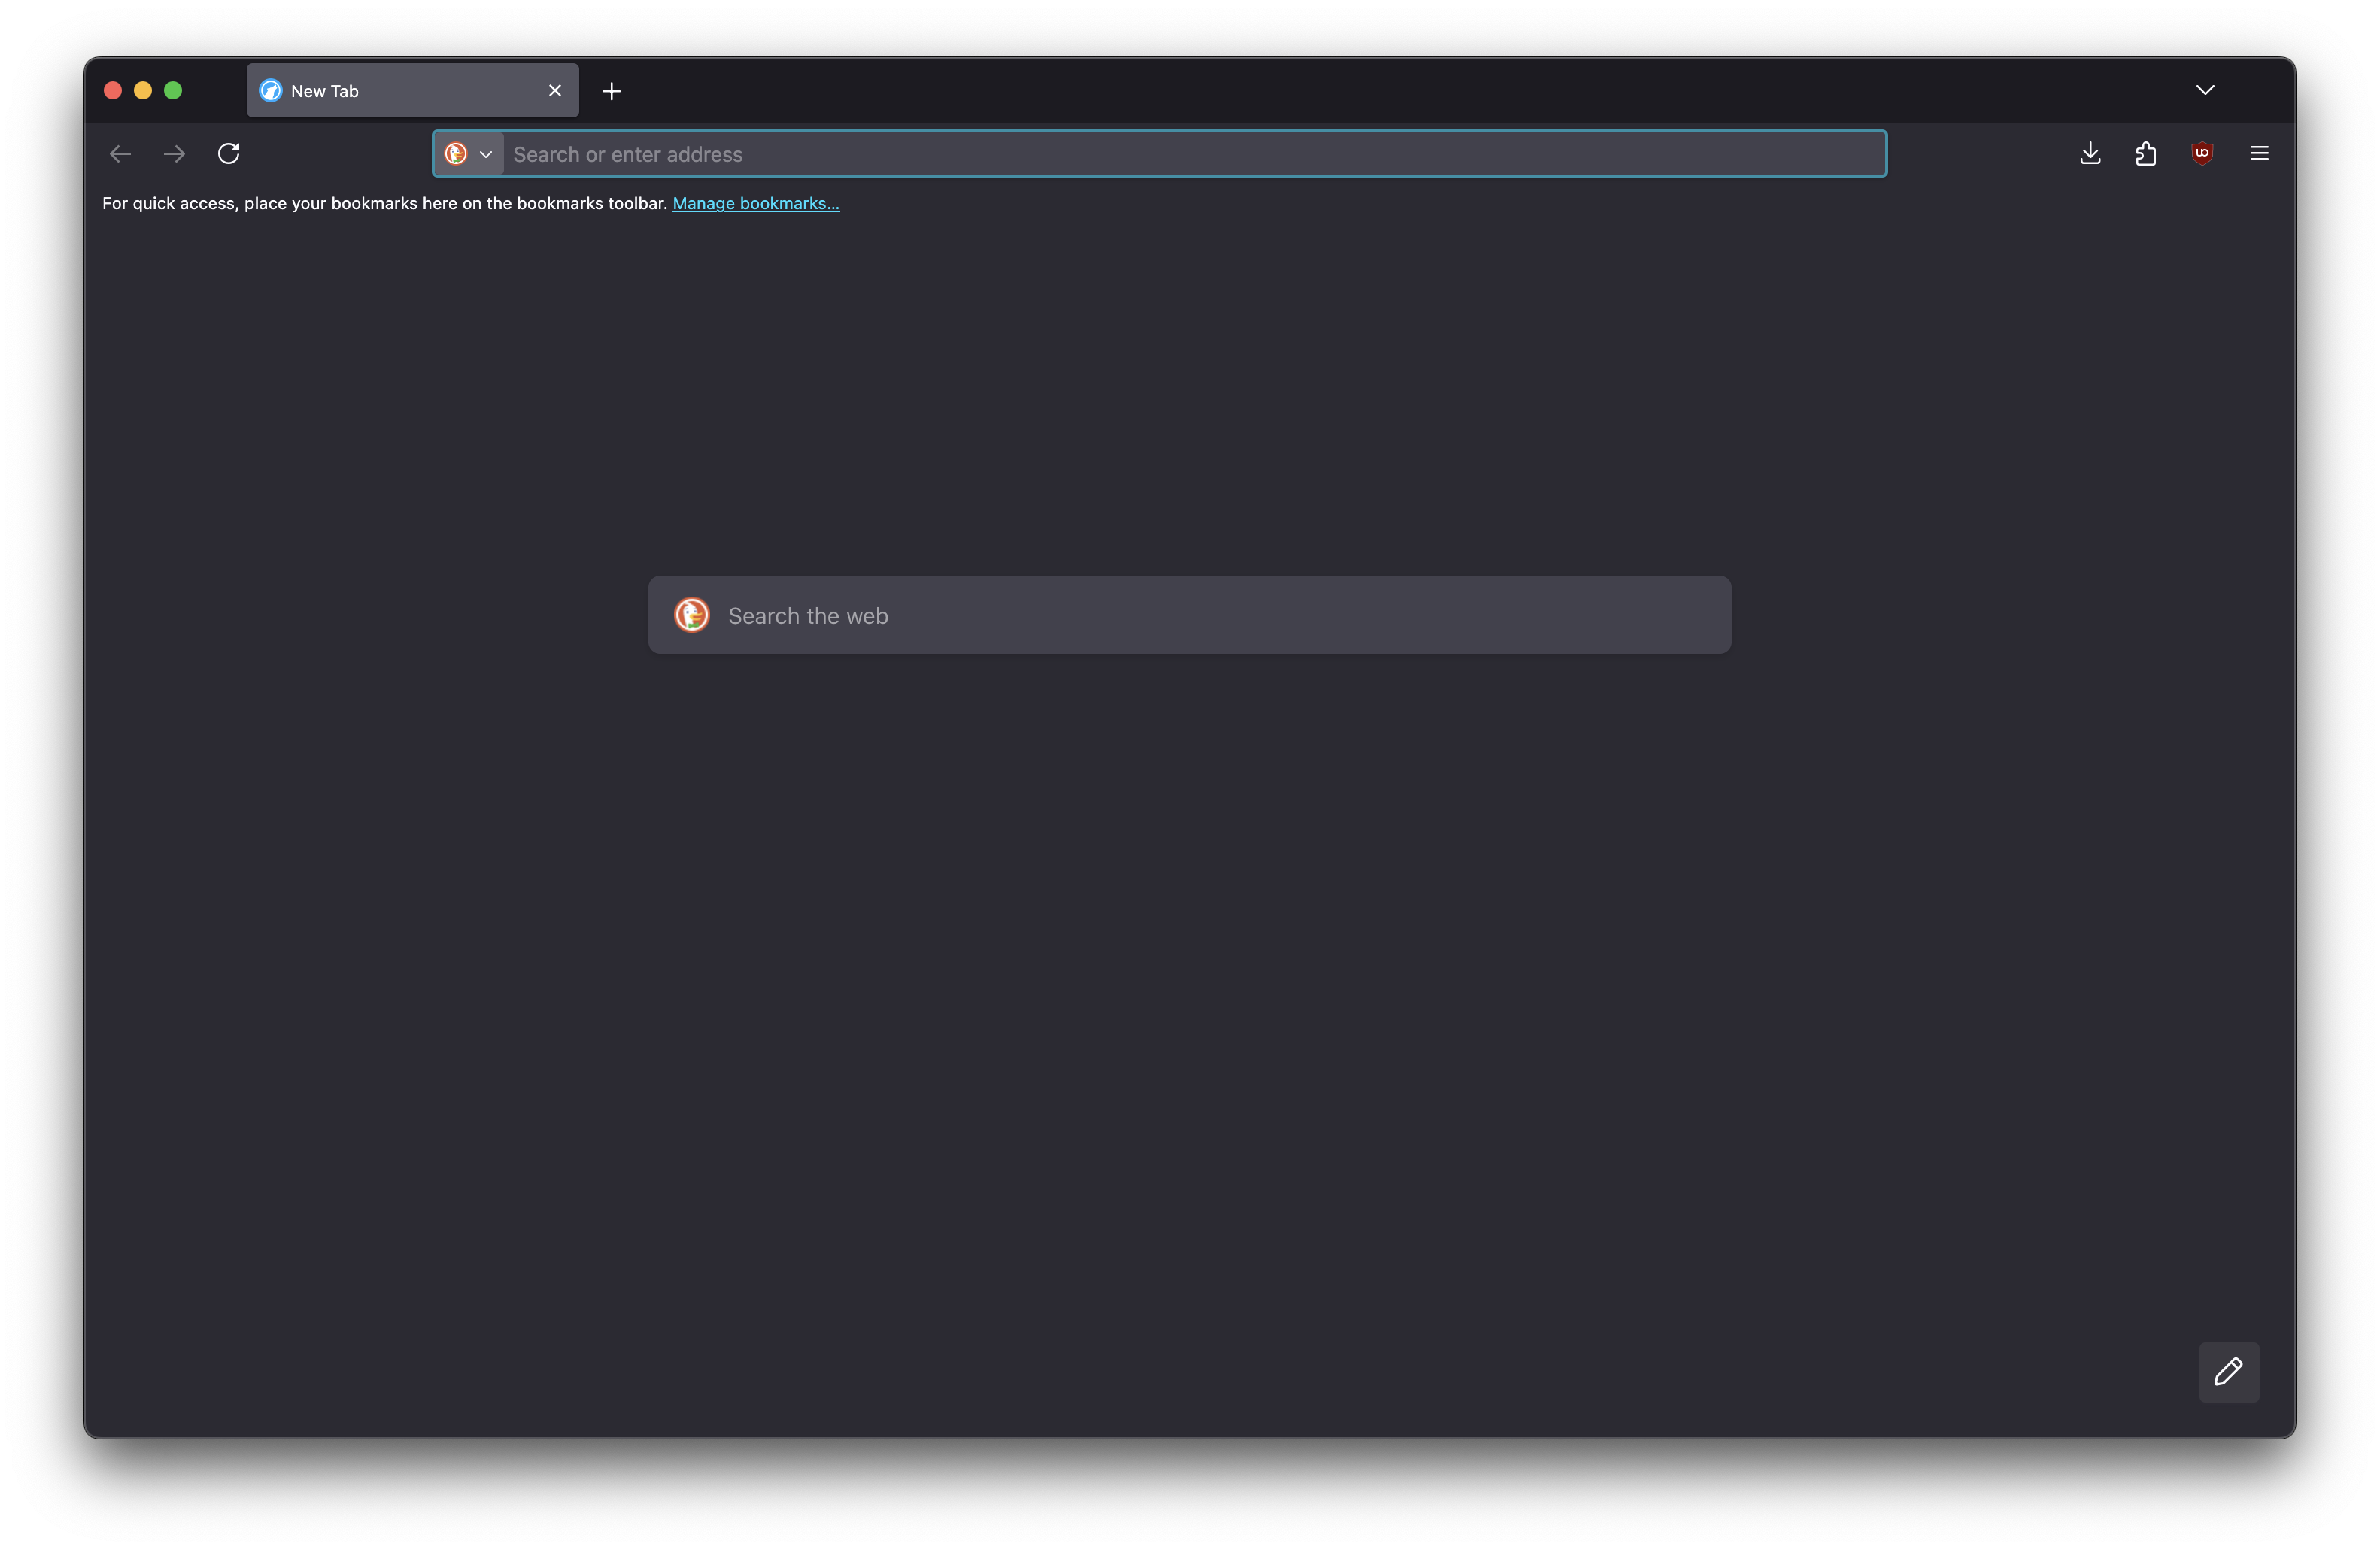 New Tab
Search or enter address
For quick access, place your bookmarks here on the bookmarks toolbar. Manage bookmarks...
Search the web